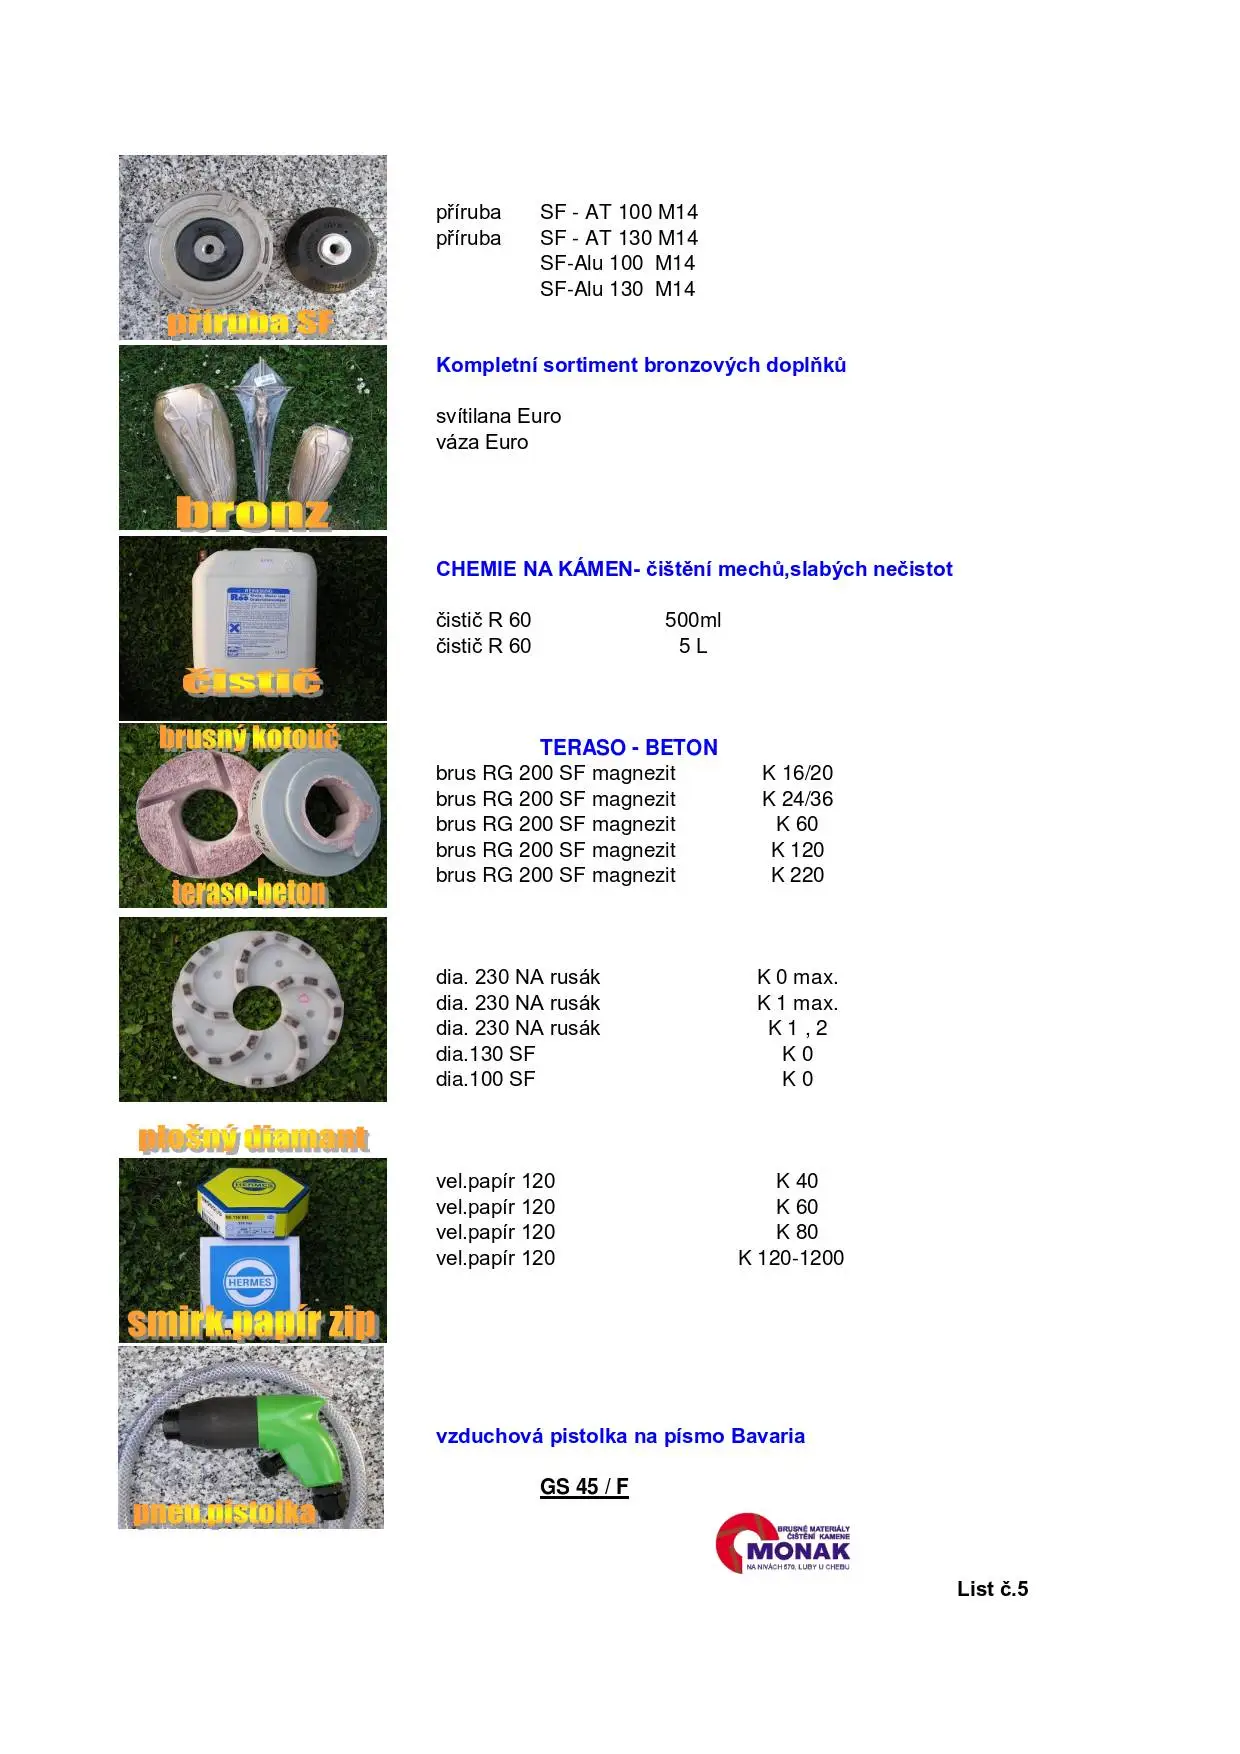 příruba SF - AT 100 M14
příruba SF - AT 130 M14
SF-Alu 100 M14
SF-Alu 130 M14
příruba SF
Kompletní sortiment bronzových doplňků
svítilana Euro
váza Euro
bronz
CHEMIE NA KÁMEN- čištění mechů,slabých nečistot
čistič R 60 500ml
čistič R 60 5 L
čistič
brusný kotouč
TERASO - BETON
brus RG 200 SF magnezit K 16/20
brus RG 200 SF magnezit K 24/36
brus RG 200 SF magnezit K 60
brus RG 200 SF magnezit K 120
brus RG 200 SF magnezit K 220
teraso-beton
dia. 230 NA rusák K 0 max.
dia. 230 NA rusák K 1 max.
dia. 230 NA rusák K 1 , 2
dia.130 SF K 0
dia.100 SF K 0
plošný diamant
HERMES
vel.papír 120 K 40
vel.papír 120 K 60
vel.papír 120 K 80
vel.papír 120 K 120-1200
HERMES
smirk.papír zip
vzduchová pistolka na písmo Bavaria
GS 45 / F
pneu.pistolka
BRUSNÉ MATERIÁLY
ČIŠTĚNÍ KAMENE
MONAK
NA NIVÁCH 570, LUBY U CHEBU
List č.5